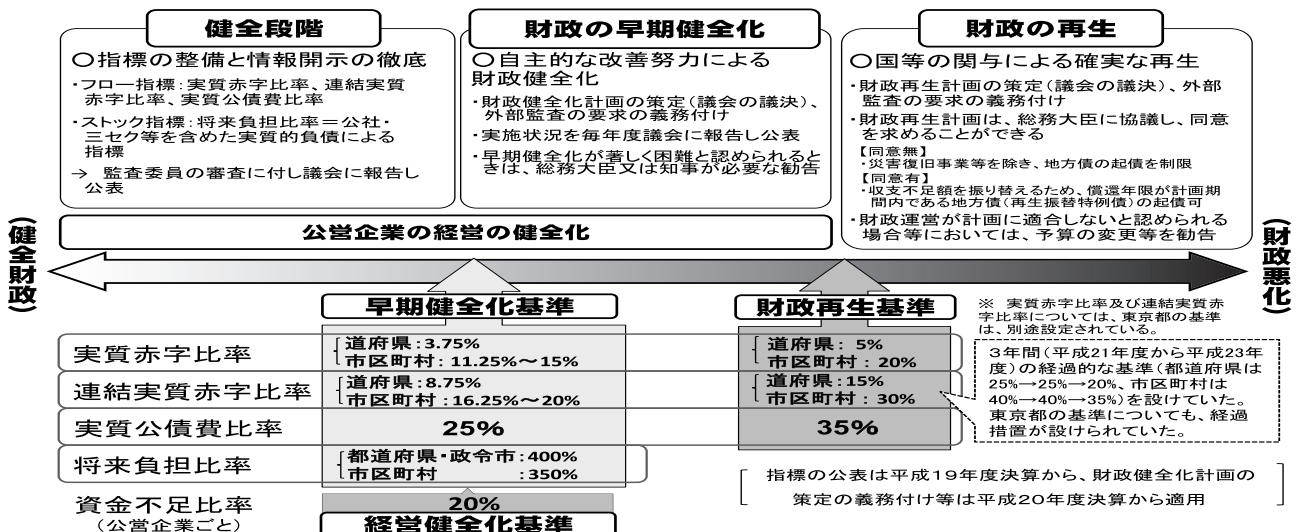 健全段階
○指標の整備と情報開示の徹底
・フロー指標：実質赤字比率、連結実質
赤字比率、実質公債費比率
・ストック指標：将来負担比率＝公社・
三セク等を含めた実質的負債による
指標
→ 監査委員の審査に付し議会に報告し
公表
財政の早期健全化
○自主的な改善努力による
財政健全化
・財政健全化計画の策定（議会の議決）、
外部監査の要求の義務付け
・実施状況を毎年度議会に報告し公表
・早期健全化が著しく困難と認められると
きは、総務大臣又は知事が必要な勧告
財政の再生
○国等の関与による確実な再生
・財政再生計画の策定（議会の議決）、外部
監査の要求の義務付け
・財政再生計画は、総務大臣に協議し、同意
を求めることができる
【同意無】
・災害復旧事業等を除き、地方債の起債を制限
【同意有】
・収支不足額を振り替えるため、償還年限が計画期
間内である地方債（再生振替特例債）の起債可
・財政運営が計画に適合しないと認められる
場合等においては、予算の変更等を勧告
公営企業の経営の健全化
（健全財政）
（財政悪化）
早期健全化基準
財政再生基準
※ 実質赤字比率及び連結実質赤
字比率については、東京都の基準
は、別途設定されている。
実質赤字比率
道府県：3.75%
市区町村：11.25%～15%
道府県： 5%
市区町村：20%
連結実質赤字比率
道府県：8.75%
市区町村：16.25%～20%
道府県：15%
市区町村：30%
3年間（平成21年度から平成23年
度）の経過的な基準（都道府県は
25%→25%→20%、市区町村は
40%→40%→35%）を設けていた。
東京都の基準についても、経過
措置が設けられていた。
実質公債費比率
25%
35%
将来負担比率
都道府県・政令市：400%
市区町村 ：350%
資金不足比率
（公営企業ごと）
20%
経営健全化基準
指標の公表は平成19年度決算から、財政健全化計画の
策定の義務付け等は平成20年度決算から適用